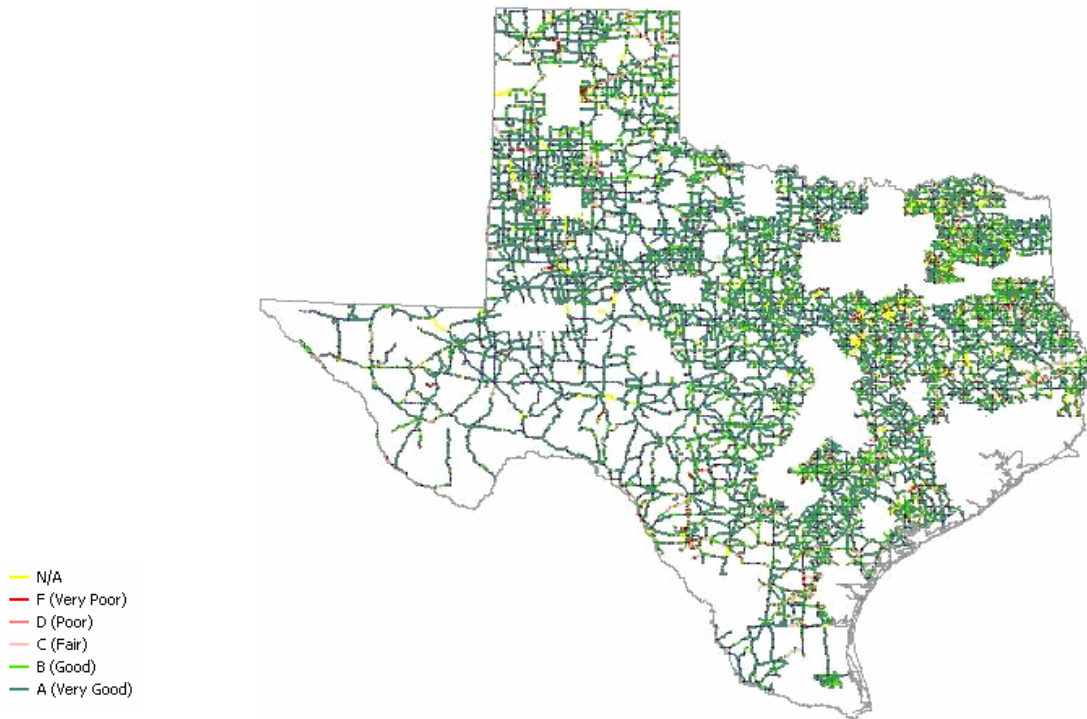 N/A
F (Very Poor)
D (Poor)
C (Fair)
B (Good)
A (Very Good)